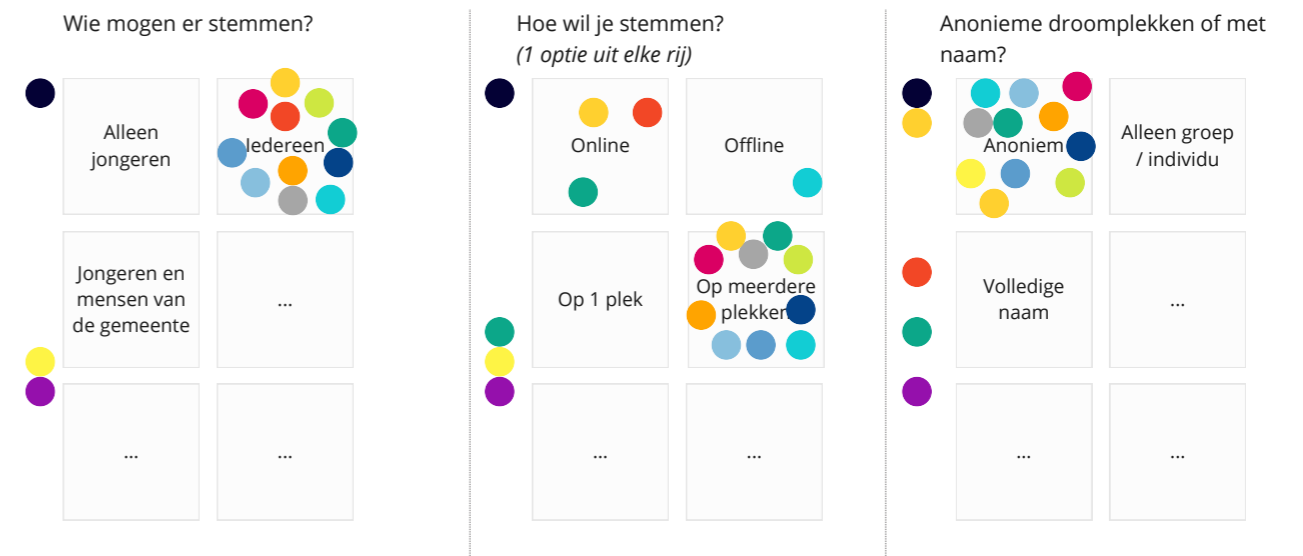 Wie mogen er stemmen?
Alleen
jongeren
Iedereen
Jongeren en
mensen van
de gemeente
...
...
...
Hoe wil je stemmen?
(1 optie uit elke rij)
Online
Offline
Op 1 plek
Op meerdere
plekken
...
...
Anonieme droomplekken of met
naam?
Anoniem
Alleen groep
/ individu
Volledige
naam
...
...
...